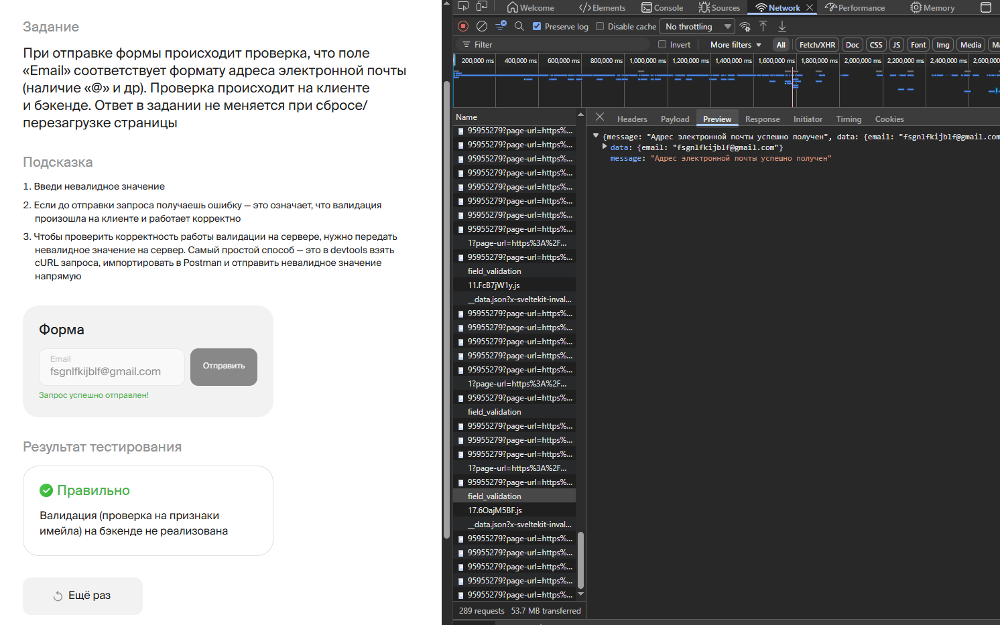 Задание
При отправке формы происходит проверка, что поле
«Email» соответствует формату адреса электронной почты
(наличие «@» и др). Проверка происходит на клиенте
и бэкенде. Ответ в задании не меняется при сбросе/
перезагрузке страницы
Подсказка
1. Введи невалидное значение
2. Если до отправки запроса получаешь ошибку — это означает, что валидация
произошла на клиенте и работает корректно
3. Чтобы проверить корректность работы валидации на сервере, нужно передать
невалидное значение на сервер. Самый простой способ — это в devtools взять
cURL запроса, импортировать в Postman и отправить невалидное значение
напрямую
Форма
Email
fsgnlfkijblf@gmail.com
Отправить
Запрос успешно отправлен!
Результат тестирования
Правильно
Валидация (проверка на признаки
имейла) на бэкенде не реализована
Ещё раз
Welcome Elements Console Sources Network Performance Memory
Preserve log Disable cache No throttling
Filter Invert More filters All Fetch/XHR Doc CSS JS Font Img Media Ma
200,000 ms 400,000 ms 600,000 ms 800,000 ms 1,000,000 ms 1,200,000 ms 1,400,000 ms 1,600,000 ms 1,800,000 ms 2,000,000 ms 2,200,000 ms 2,400,000 ms 2,600,000
Name
95955279?page-url=https%...
95955279?page-url=https%...
95955279?page-url=https%...
95955279?page-url=https%...
95955279?page-url=https%...
95955279?page-url=https%...
95955279?page-url=https%...
95955279?page-url=https%...
1?page-url=https%3A%2F...
95955279?page-url=https%...
field_validation
11.FcB7jW1y.js
__data.json?x-sveltekit-inval...
95955279?page-url=https%...
95955279?page-url=https%...
95955279?page-url=https%...
95955279?page-url=https%...
95955279?page-url=https%...
1?page-url=https%3A%2F...
95955279?page-url=https%...
field_validation
95955279?page-url=https%...
95955279?page-url=https%...
95955279?page-url=https%...
1?page-url=https%3A%2F...
95955279?page-url=https%...
field_validation
17.6OajM5BF.js
__data.json?x-sveltekit-inval...
95955279?page-url=https%...
95955279?page-url=https%...
95955279?page-url=https%...
95955279?page-url=https%...
95955279?page-url=https%...
289 requests 53.7 MB transferred
Headers Payload Preview Response Initiator Timing Cookies
{message: "Адрес электронной почты успешно получен", data: {email: "fsgnlfkijblf@gmail.com
data: {email: "fsgnlfkijblf@gmail.com"}
message: "Адрес электронной почты успешно получен"